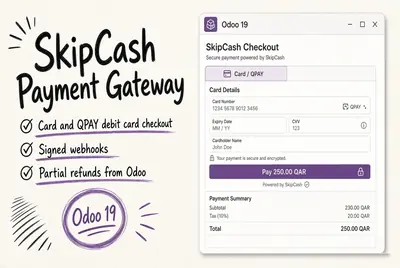 SkipCash
Payment Gateway
Card and QPAY debit card checkout
Signed webhooks
Partial refunds from Odoo
Odoo 19
Odoo 19
SkipCash Checkout
Secure payment powered by SkipCash
Card / QPAY
Card Details
Card Number
1234 5678 9012 3456
QPAY
Expiry Date
MM / YY
CVV
123
Cardholder Name
John Doe
Your payment is secure and encrypted.
Pay 250.00 QAR
Powered by SkipCash
Payment Summary
Subtotal 230.00 QAR
Tax (10%) 20.00 QAR
Total 250.00 QAR